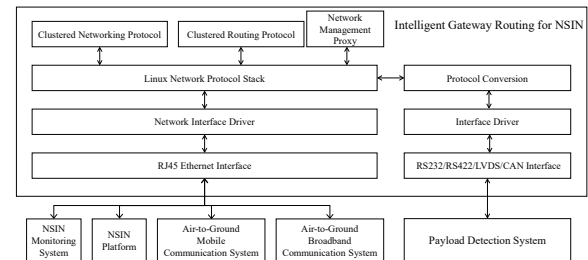 Intelligent Gateway Routing for NSIN
Clustered Networking Protocol
Clustered Routing Protocol
Network
Management
Proxy
Linux Network Protocol Stack
Protocol Conversion
Network Interface Driver
Interface Driver
RJ45 Ethernet Interface
RS232/RS422/LVDS/CAN Interface
NSIN
Monitoring
System
NSIN
Platform
Air-to-Ground
Mobile
Communication System
Air-to-Ground
Broadband
Communication System
Payload Detection System